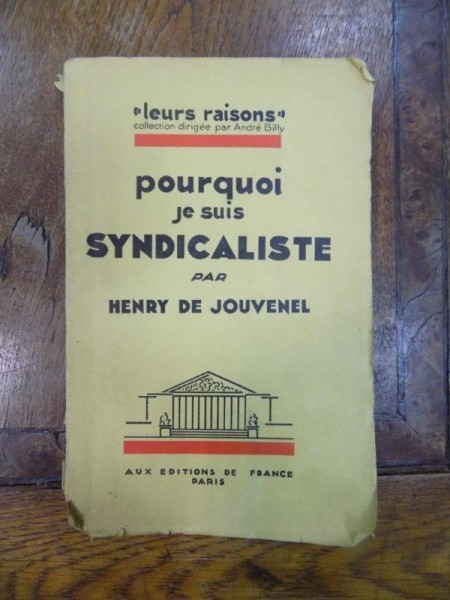 "leurs raisons"
collection dirigée par André Billy
pourquoi
je suis
SYNDICALISTE
PAR
HENRY DE JOUVENEL
AUX EDITIONS DE FRANCE
PARIS